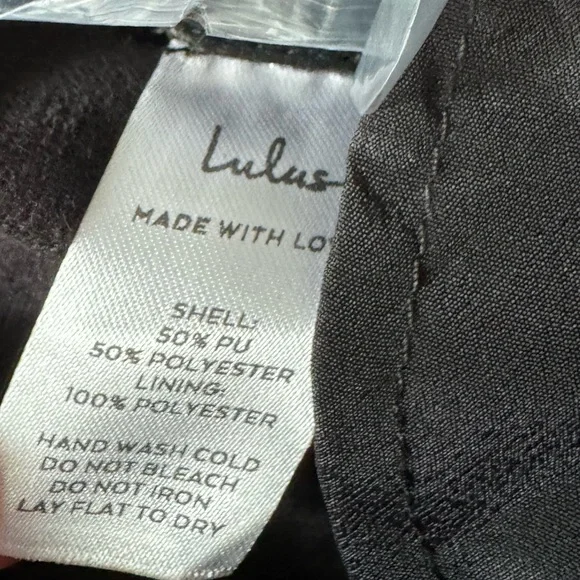 Lulus
MADE WITH
SHELL:
50% PU
50% POLYESTER
LINING:
100% POLYESTER
HAND WASH COLD
DO NOT BLEACH
DO NOT IRON
LAY FLAT TO DRY